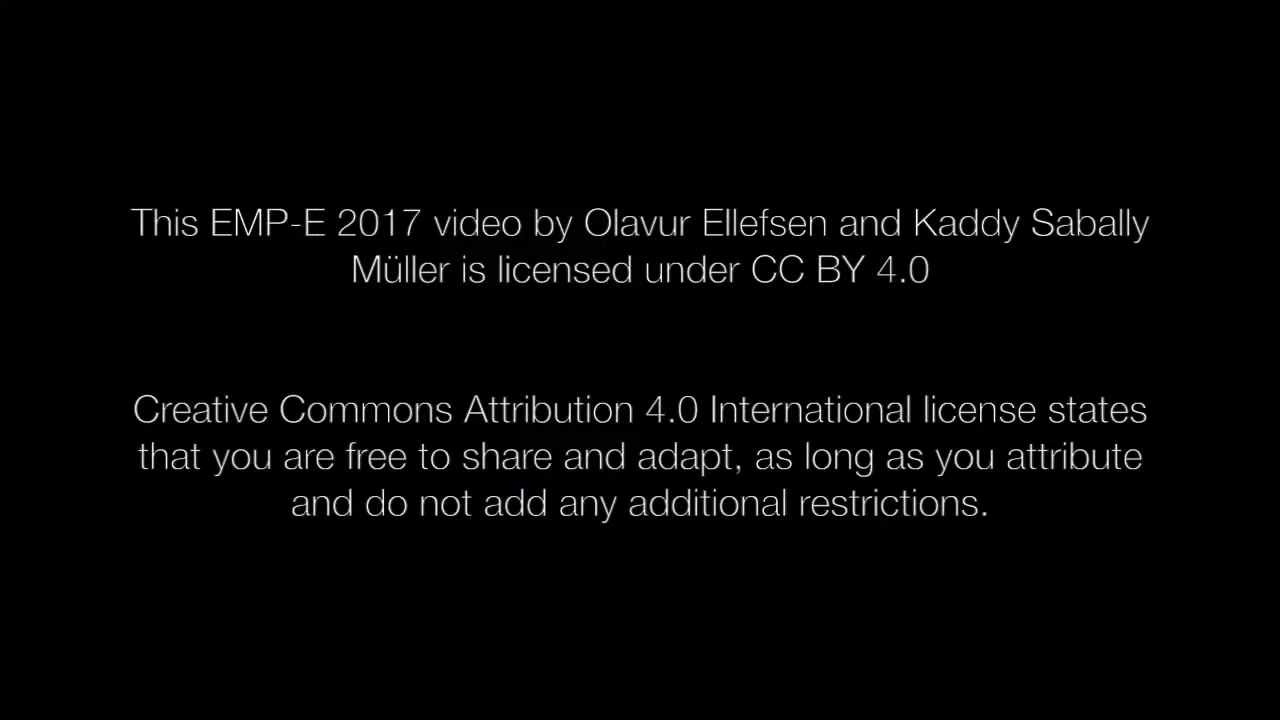 This EMP-E 2017 video by Olavur Ellefsen and Kaddy Sabally
Müller is licensed under CC BY 4.0
Creative Commons Attribution 4.0 International license states
that you are free to share and adapt, as long as you attribute
and do not add any additional restrictions.